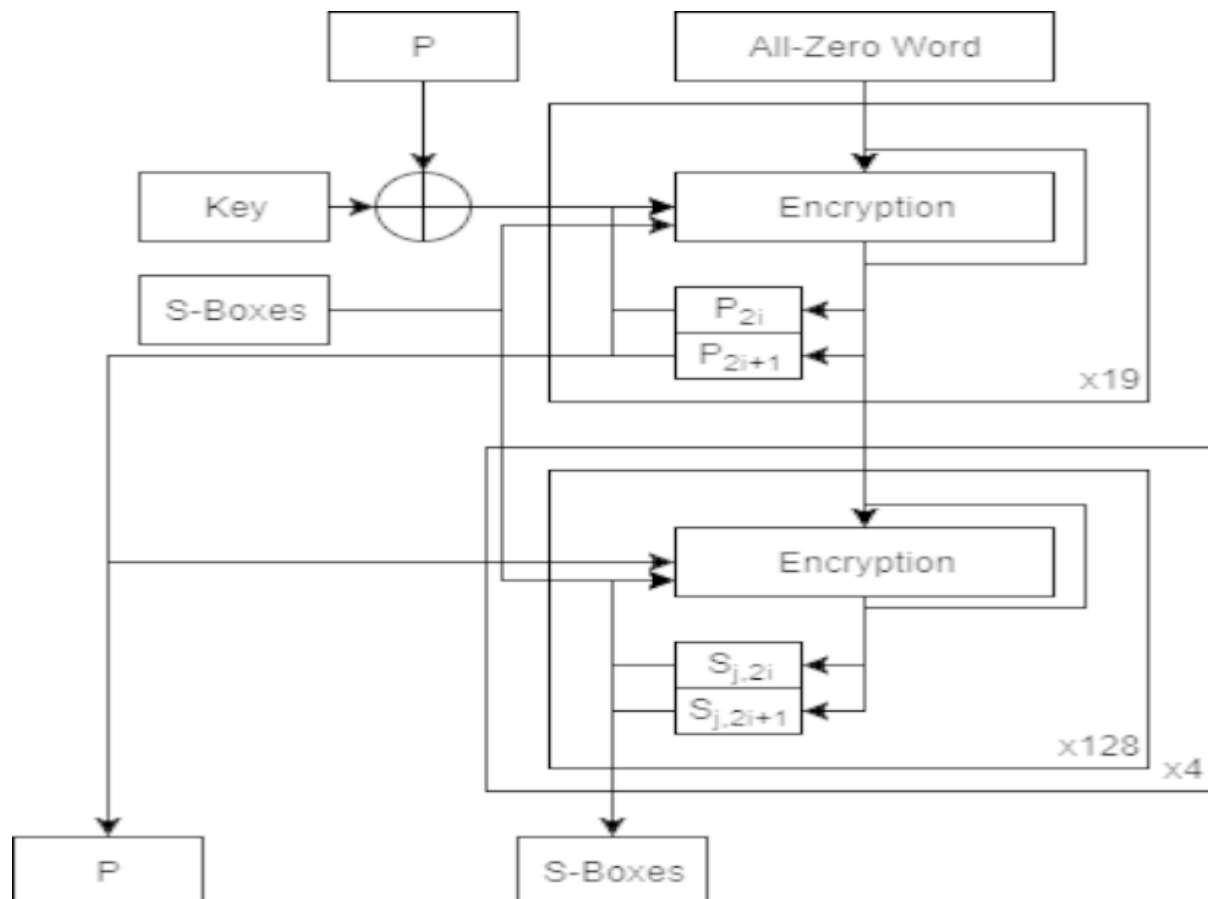 P
All-Zero Word
Key
Encryption
S-Boxes
P2i
P2i+1
x19
Encryption
Sj,2i
Sj,2i+1
x128
x4
P
S-Boxes